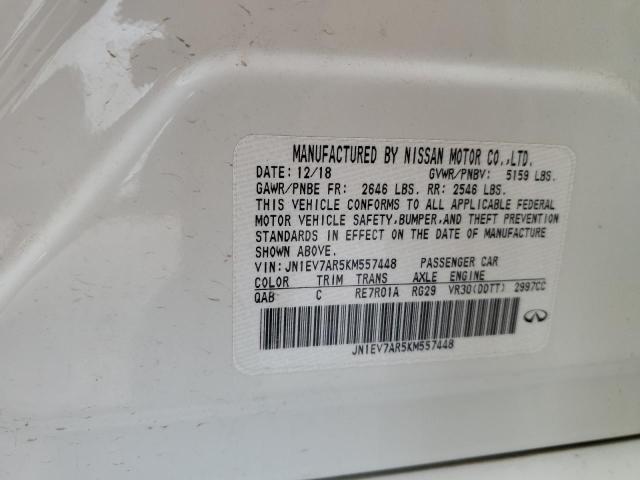 MANUFACTURED BY NISSAN MOTOR CO.,LTD.
DATE: 12/18 GVWR/PNBV: 5159 LBS.
GAWR/PNBE FR: 2646 LBS. RR: 2546 LBS.
THIS VEHICLE CONFORMS TO ALL APPLICABLE FEDERAL
MOTOR VEHICLE SAFETY,BUMPER,AND THEFT PREVENTION
STANDARDS IN EFFECT ON THE DATE OF MANUFACTURE
SHOWN ABOVE.
VIN: JN1EV7AR5KM557448 PASSENGER CAR
COLOR TRIM TRANS AXLE ENGINE
QAB C RE7R01A RG29 VR30(DDTT) 2997CC
JN1EV7AR5KM557448